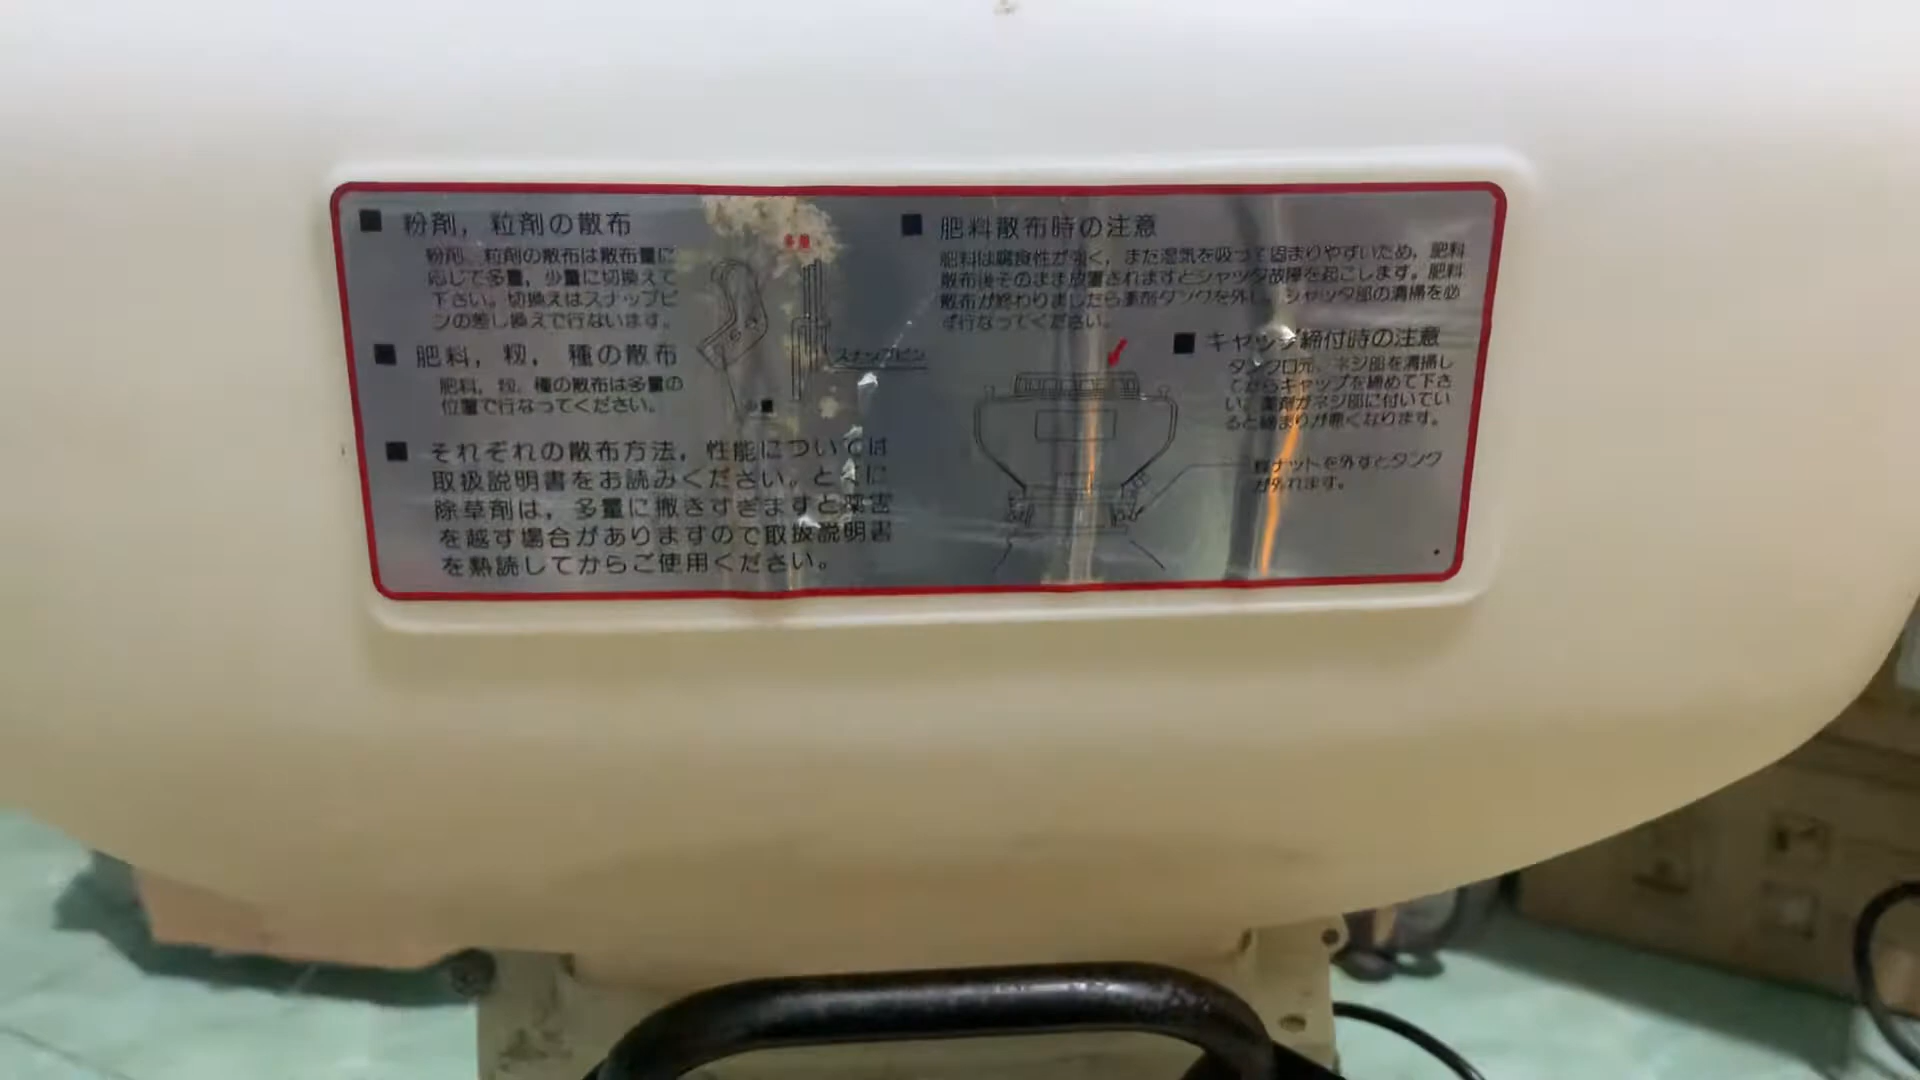 ■ 粉剤，粒剤の散布
粉剤，粒剤の散布は散布量に
応じて多量，少量に切換えて
下さい。切換えはスナップピ
ンの差し換えで行ないます。
■ 肥料，籾，種の散布
肥料，籾，種の散布は多量の
位置で行なってください。
多量
スナップピン
少■
■ それぞれの散布方法，性能については
取扱説明書をお読みください。とくに
除草剤は，多量に撒きすぎますと薬害
を越す場合がありますので取扱説明書
を熟読してからご使用ください。
■ 肥料散布時の注意
肥料は腐食性が強く，また湿気を吸って固まりやすいため，肥料
散布後そのまま放置されますとシャッタ故障を起こします。肥料
散布が終わりましたら薬剤タンクを外し，シャッタ部の清掃を必
ず行なってください。
■ キャップ締付時の注意
タンク口元，ネジ部を清掃し
てからキャップを締めて下さ
い。薬剤がネジ部に付いてい
ると締まりが悪くなります。
ナットを外すとタンク
が外れます。